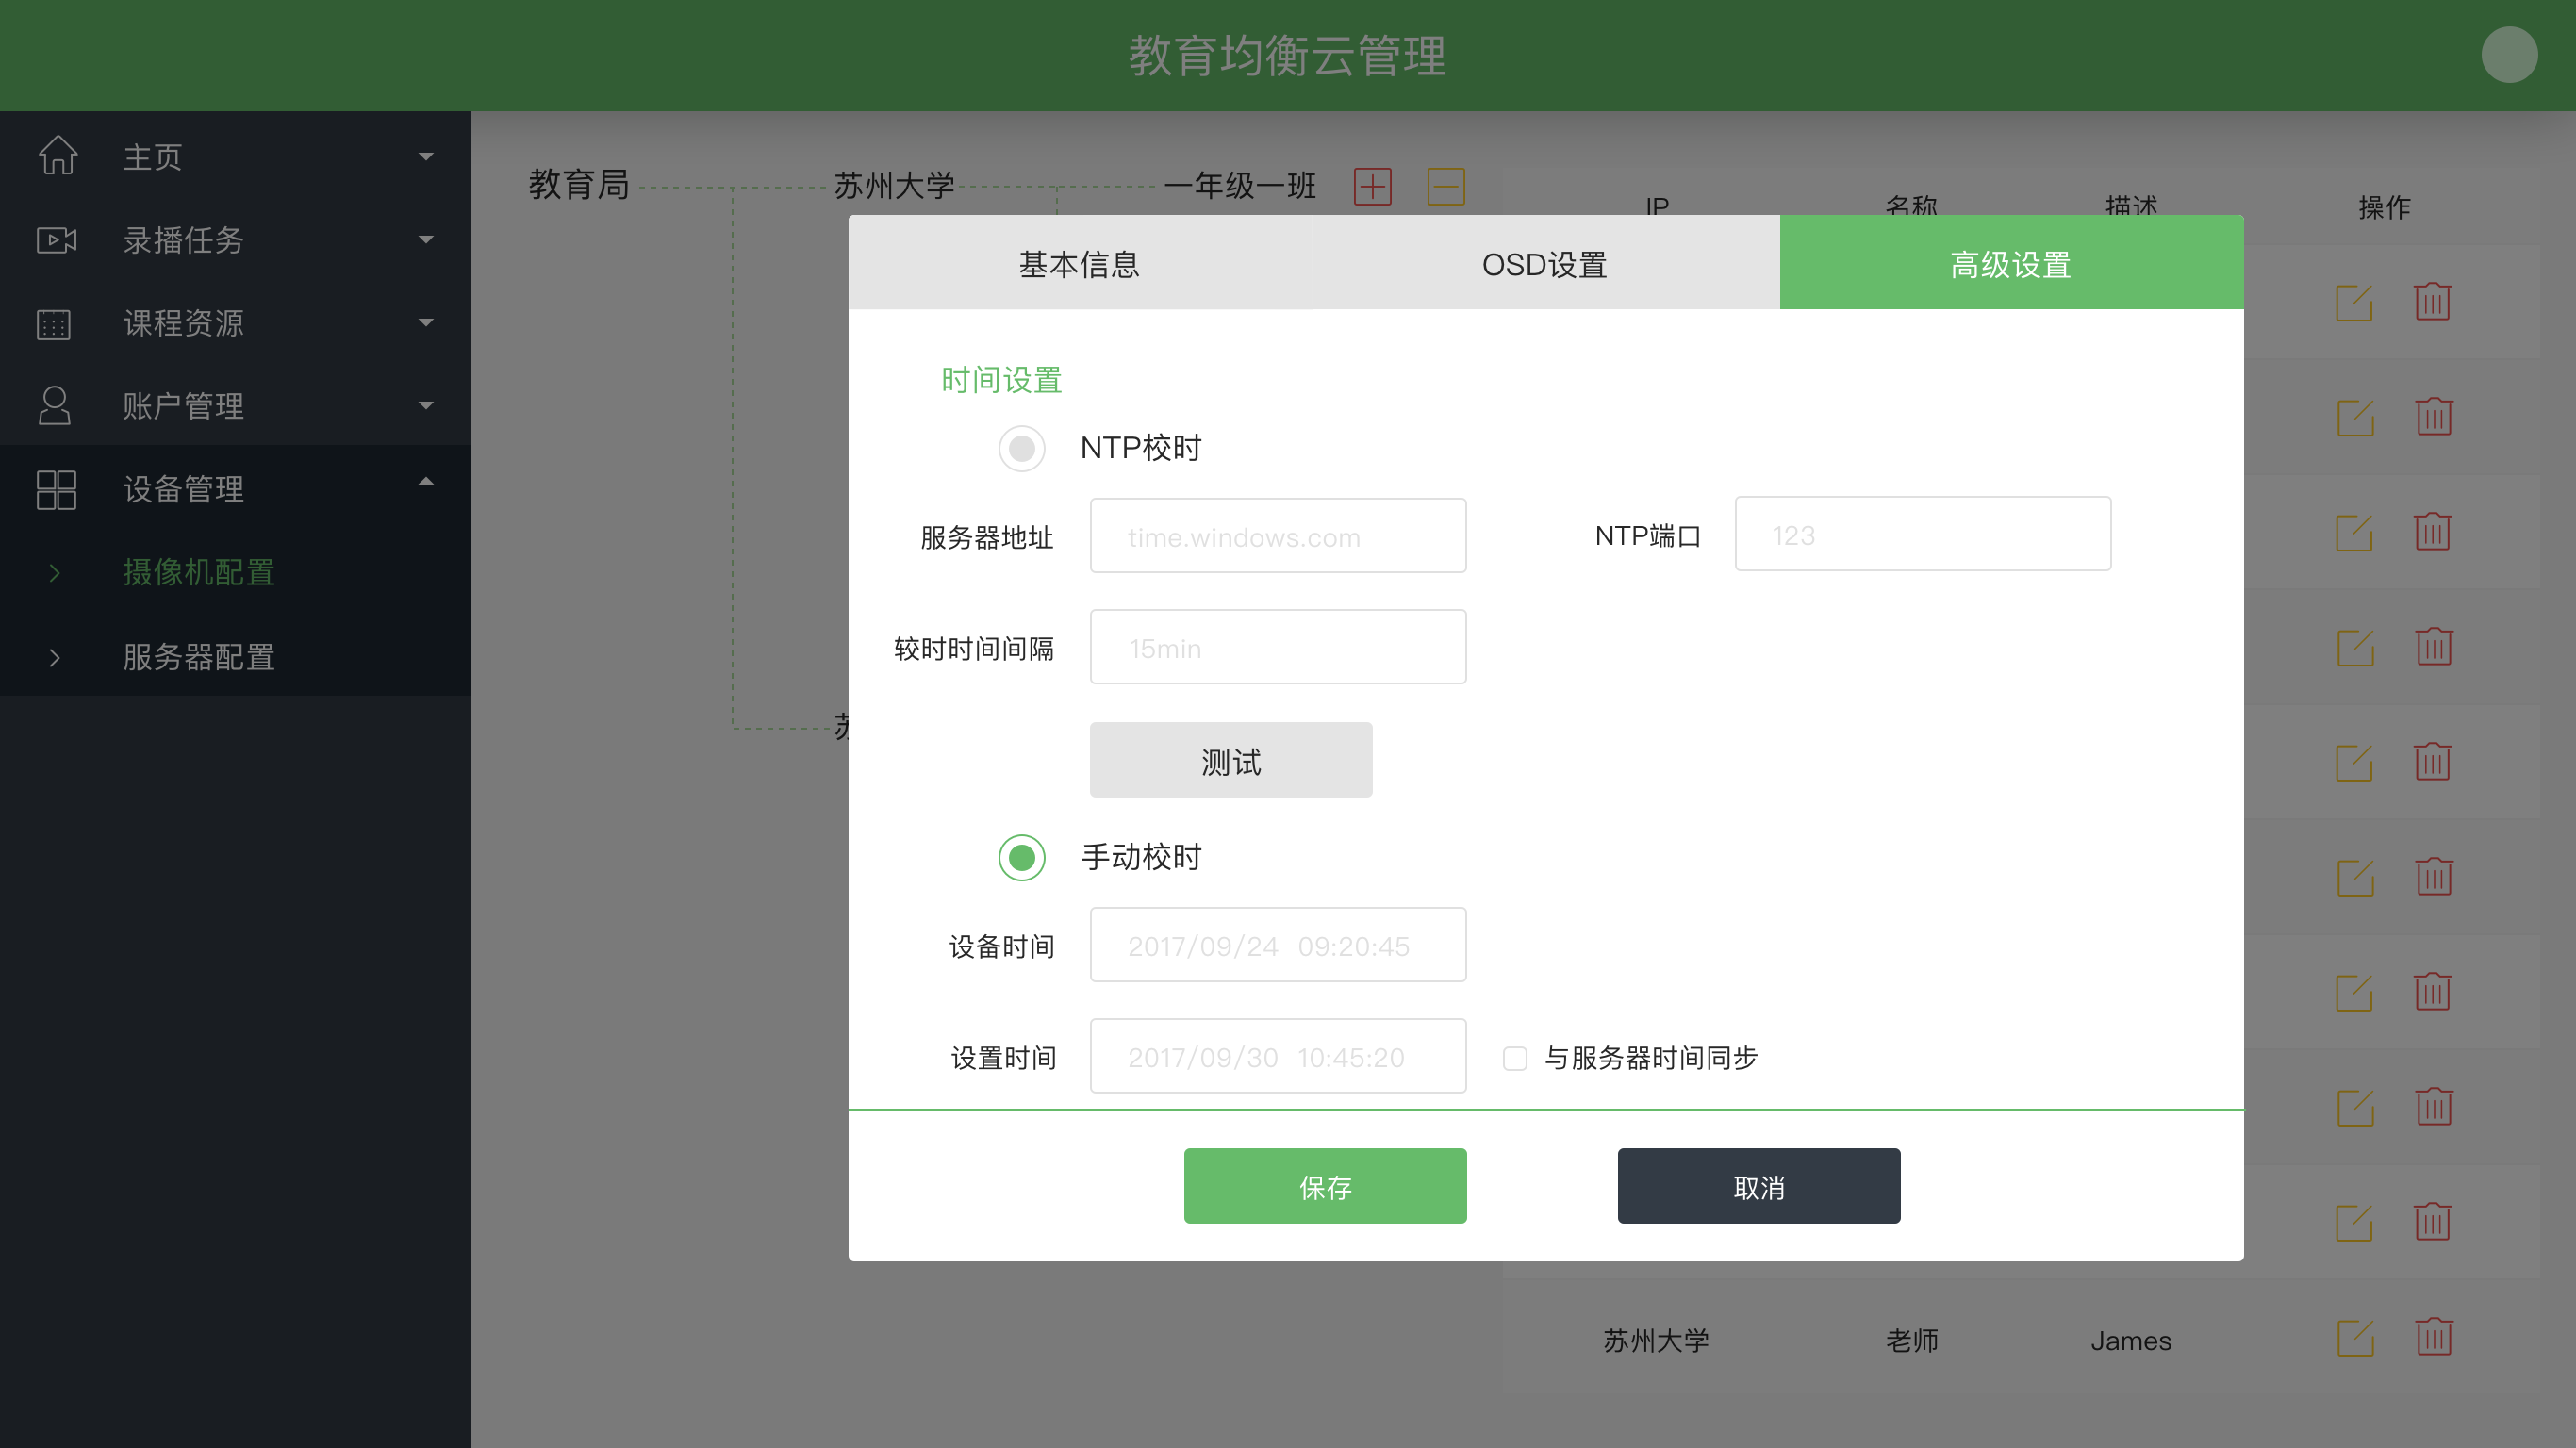 教育均衡云管理
主页
录播任务
课程资源
账户管理
设备管理
摄像机配置
服务器配置
教育局
苏州大学
一年级一班
IP 名称 描述 操作
基本信息 OSD设置 高级设置
时间设置
NTP校时
服务器地址 time.windows.com NTP端口 123
较时时间间隔 15min
测试
手动校时
设备时间 2017/09/24 09:20:45
设置时间 2017/09/30 10:45:20 与服务器时间同步
保存 取消
苏州大学 老师 James